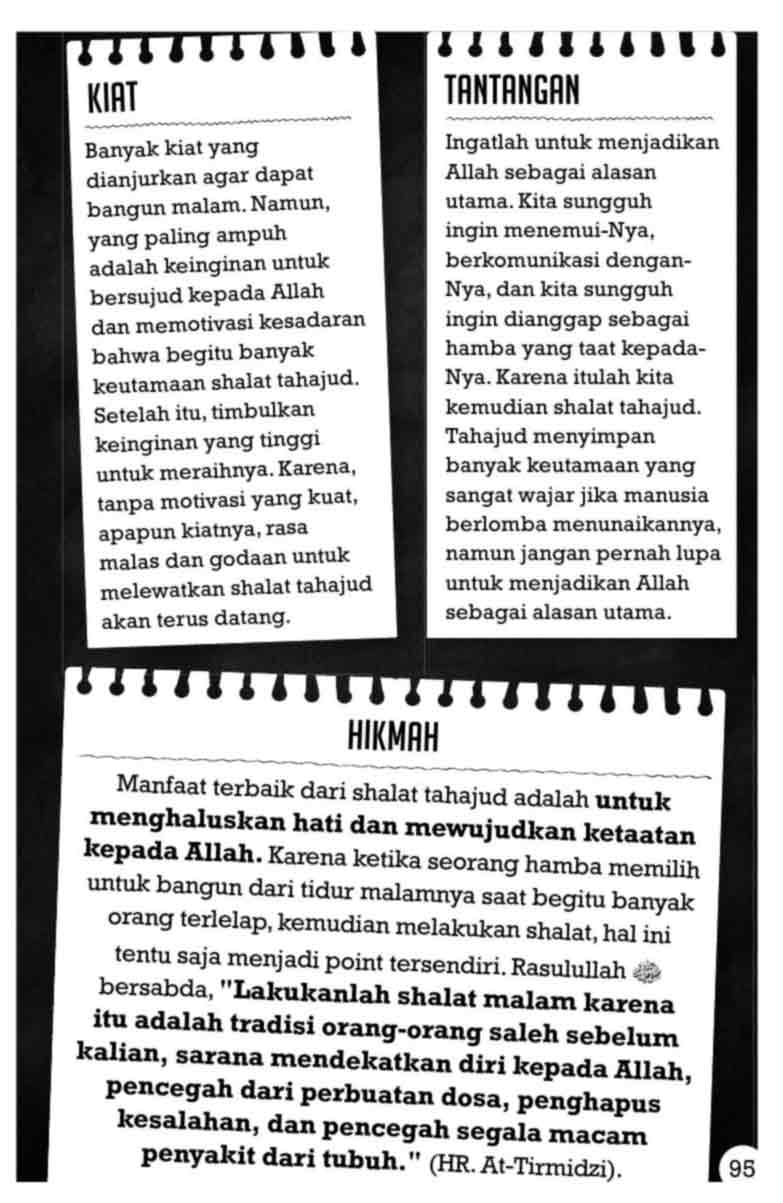 KIAT
Banyak kiat yang
dianjurkan agar dapat
bangun malam. Namun,
yang paling ampuh
adalah keinginan untuk
bersujud kepada Allah
dan memotivasi kesadaran
bahwa begitu banyak
keutamaan shalat tahajud.
Setelah itu, timbulkan
keinginan yang tinggi
untuk meraihnya. Karena,
tanpa motivasi yang kuat,
apapun kiatnya, rasa
malas dan godaan untuk
melewatkan shalat tahajud
akan terus datang.
TANTANGAN
Ingatlah untuk menjadikan
Allah sebagai alasan
utama. Kita sungguh
ingin menemui-Nya,
berkomunikasi dengan-
Nya, dan kita sungguh
ingin dianggap sebagai
hamba yang taat kepada-
Nya. Karena itulah kita
kemudian shalat tahajud.
Tahajud menyimpan
banyak keutamaan yang
sangat wajar jika manusia
berlomba menunaikannya,
namun jangan pernah lupa
untuk menjadikan Allah
sebagai alasan utama.
HIKMAH
Manfaat terbaik dari shalat tahajud adalah untuk
menghaluskan hati dan mewujudkan ketaatan
kepada Allah. Karena ketika seorang hamba memilih
untuk bangun dari tidur malamnya saat begitu banyak
orang terlelap, kemudian melakukan shalat, hal ini
tentu saja menjadi point tersendiri. Rasulullah ﷺ
bersabda, "Lakukanlah shalat malam karena
itu adalah tradisi orang-orang saleh sebelum
kalian, sarana mendekatkan diri kepada Allah,
pencegah dari perbuatan dosa, penghapus
kesalahan, dan pencegah segala macam
penyakit dari tubuh." (HR. At-Tirmidzi).
95